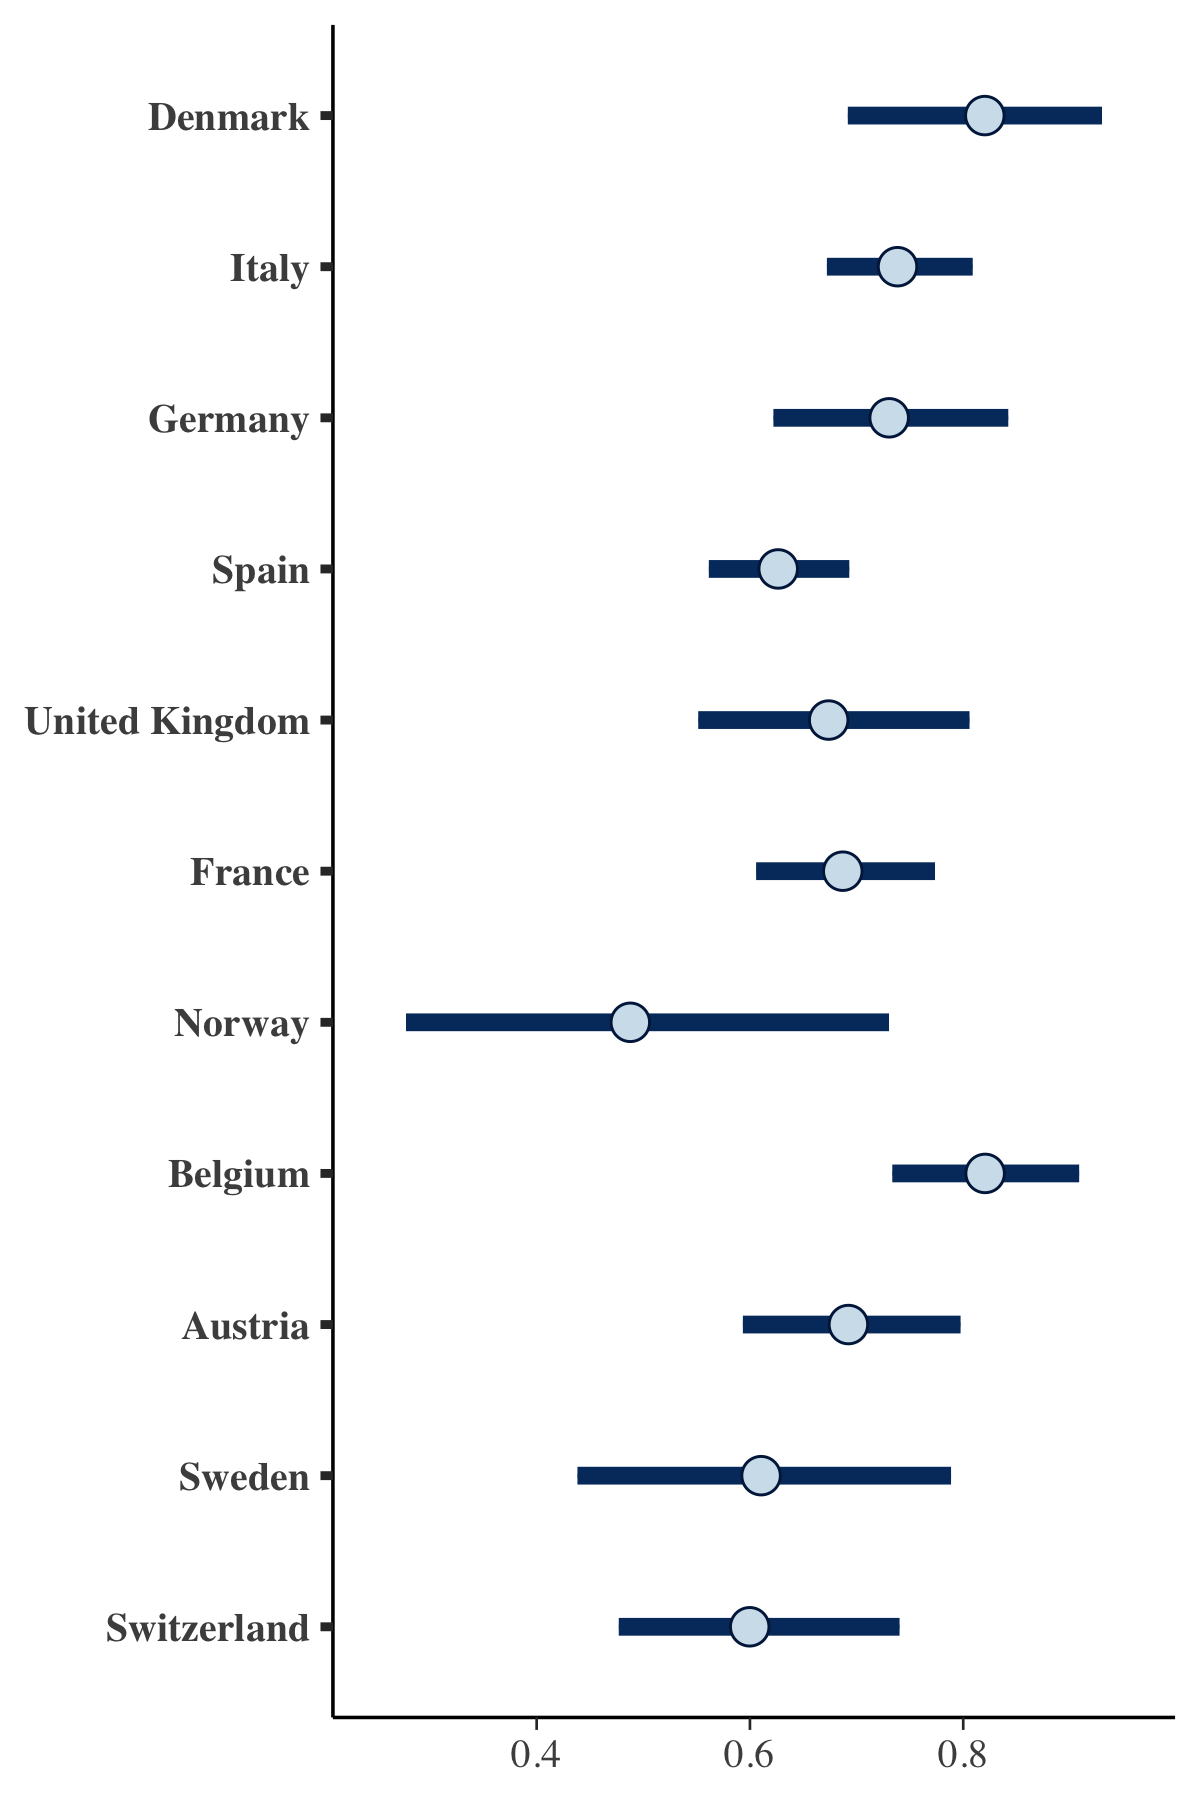 Denmark
Italy
Germany
Spain
United Kingdom
France
Norway
Belgium
Austria
Sweden
Switzerland
0.4 0.6 0.8